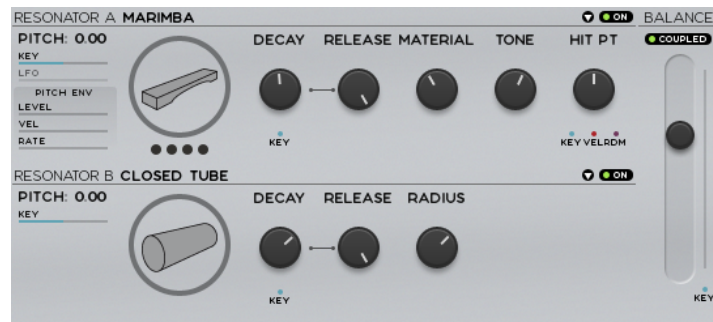 RESONATOR A MARIMBA ON BALANCE
PITCH: 0.00 DECAY RELEASE MATERIAL TONE HIT PT COUPLED
KEY
LFO
PITCH ENV
LEVEL
VEL
RATE
KEY KEY VEL RDM
RESONATOR B CLOSED TUBE ON
PITCH: 0.00 DECAY RELEASE RADIUS
KEY
KEY KEY